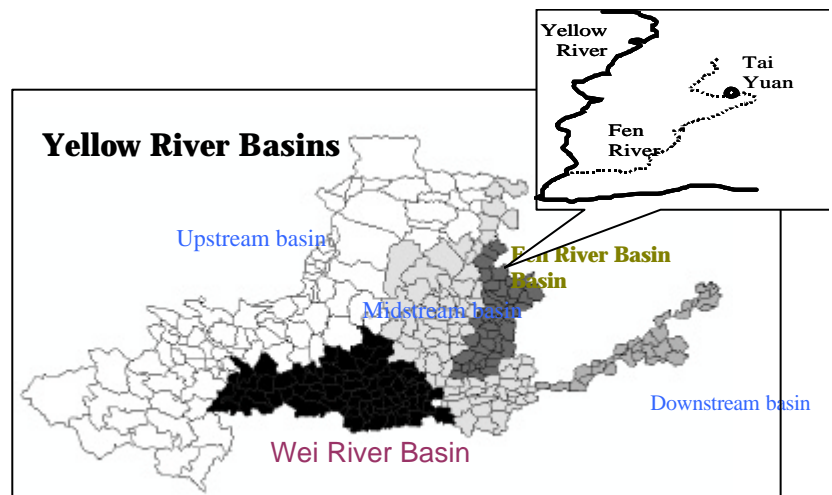 Yellow
River
Tai
Yuan
Fen
River
Yellow River Basins
Upstream basin
Fen River Basin
Basin
Midstream basin
Downstream basin
Wei River Basin